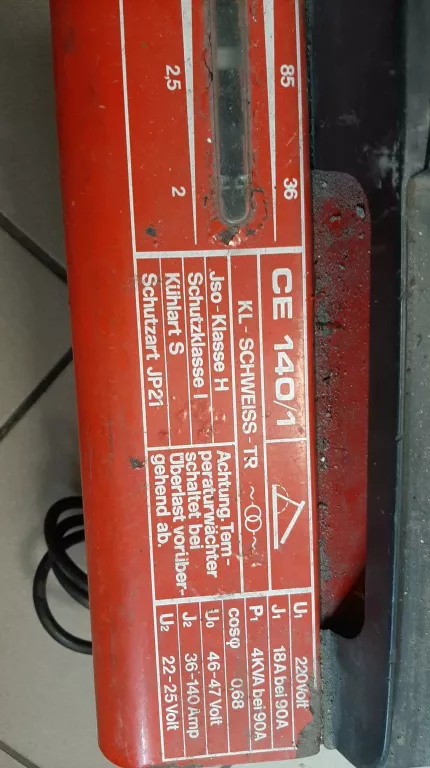 85 36
2,5 2
CE 140/1
KL - SCHWEISS - TR
Jso - Klasse H
Schutzklasse I
Kühlart S
Schutzart JP21
Achtung, Tem -
peraturwächter
schaltet bei
Überlast vorüber-
gehend ab.
U1 220 Volt
J1 18A bei 90A
P1 4KVA bei 90A
cosφ 0,68
U0 46-47 Volt
J2 36-140 Amp
U2 22-25 Volt